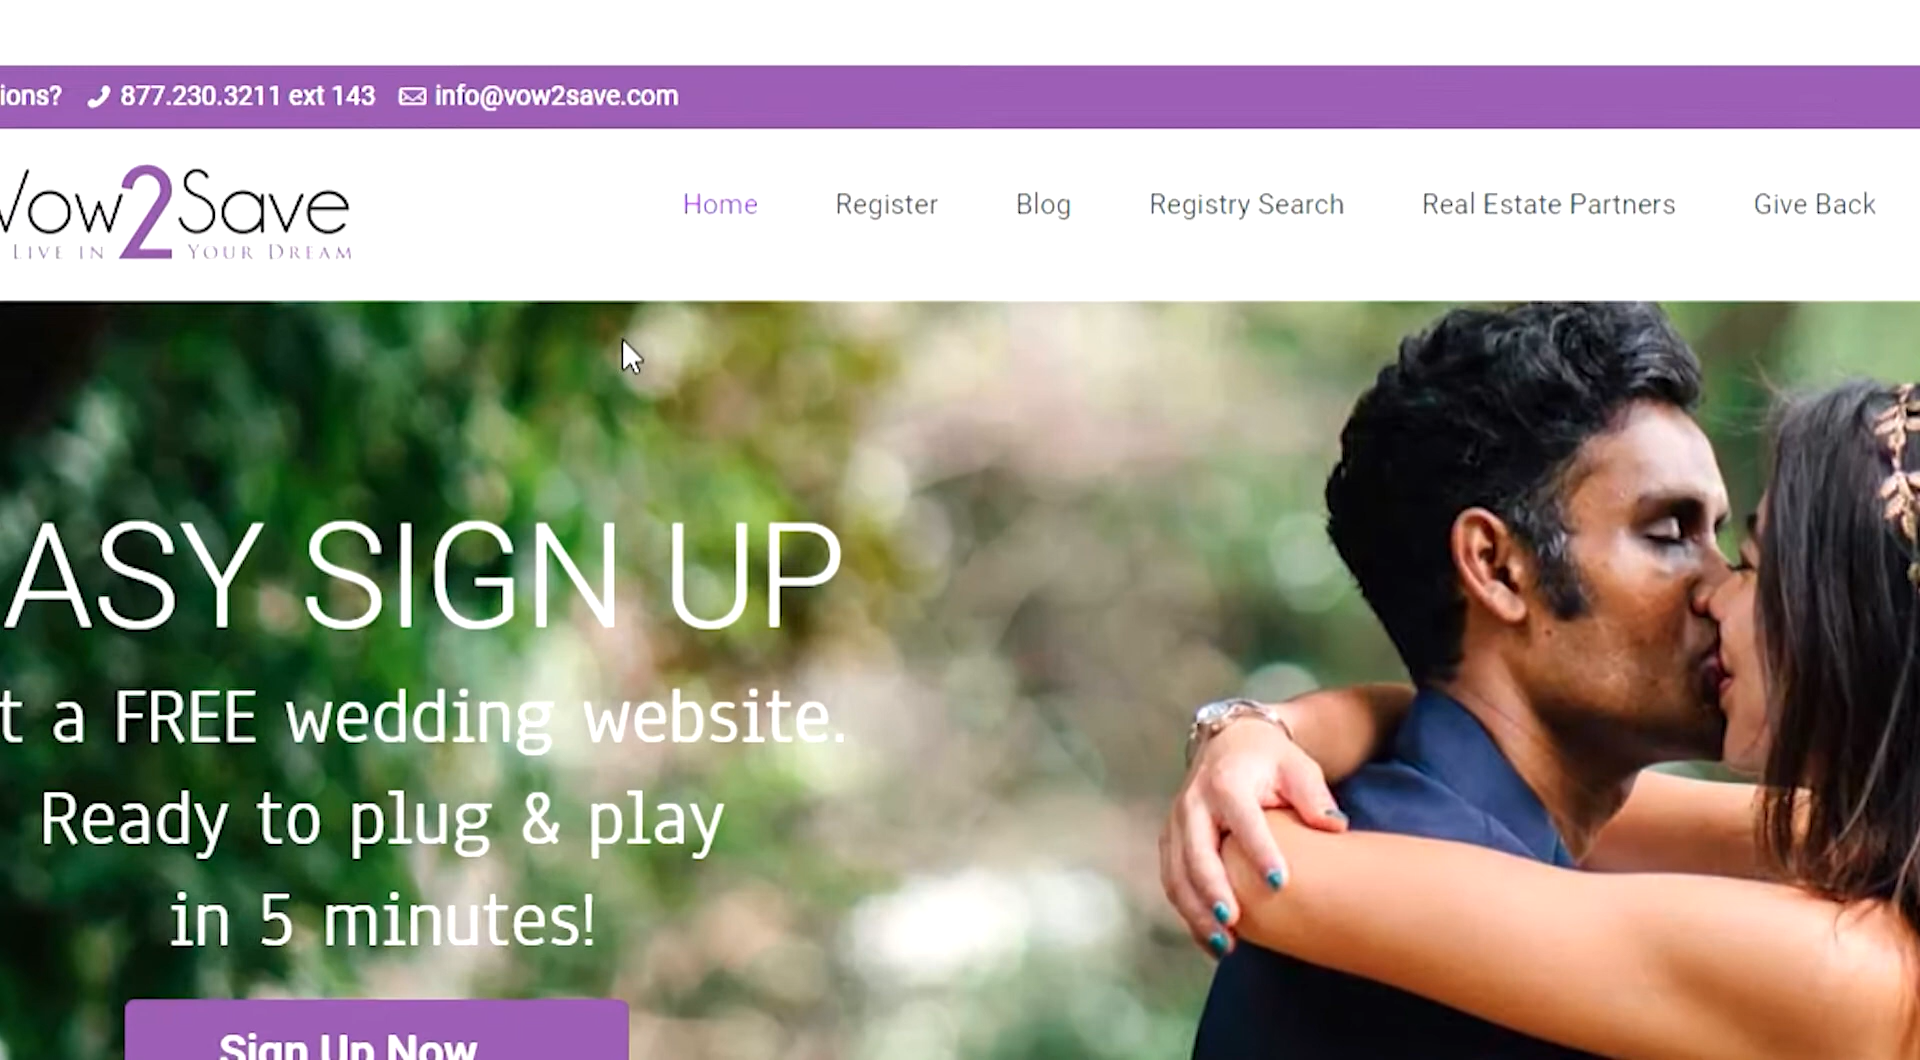 877.230.3211 ext 143 info@vow2save.com
Vow2Save
LIVE IN YOUR DREAM
Home Register Blog Registry Search Real Estate Partners Give Back
ASY SIGN UP
t a FREE wedding website.
Ready to plug & play
in 5 minutes!
Sign Up Now